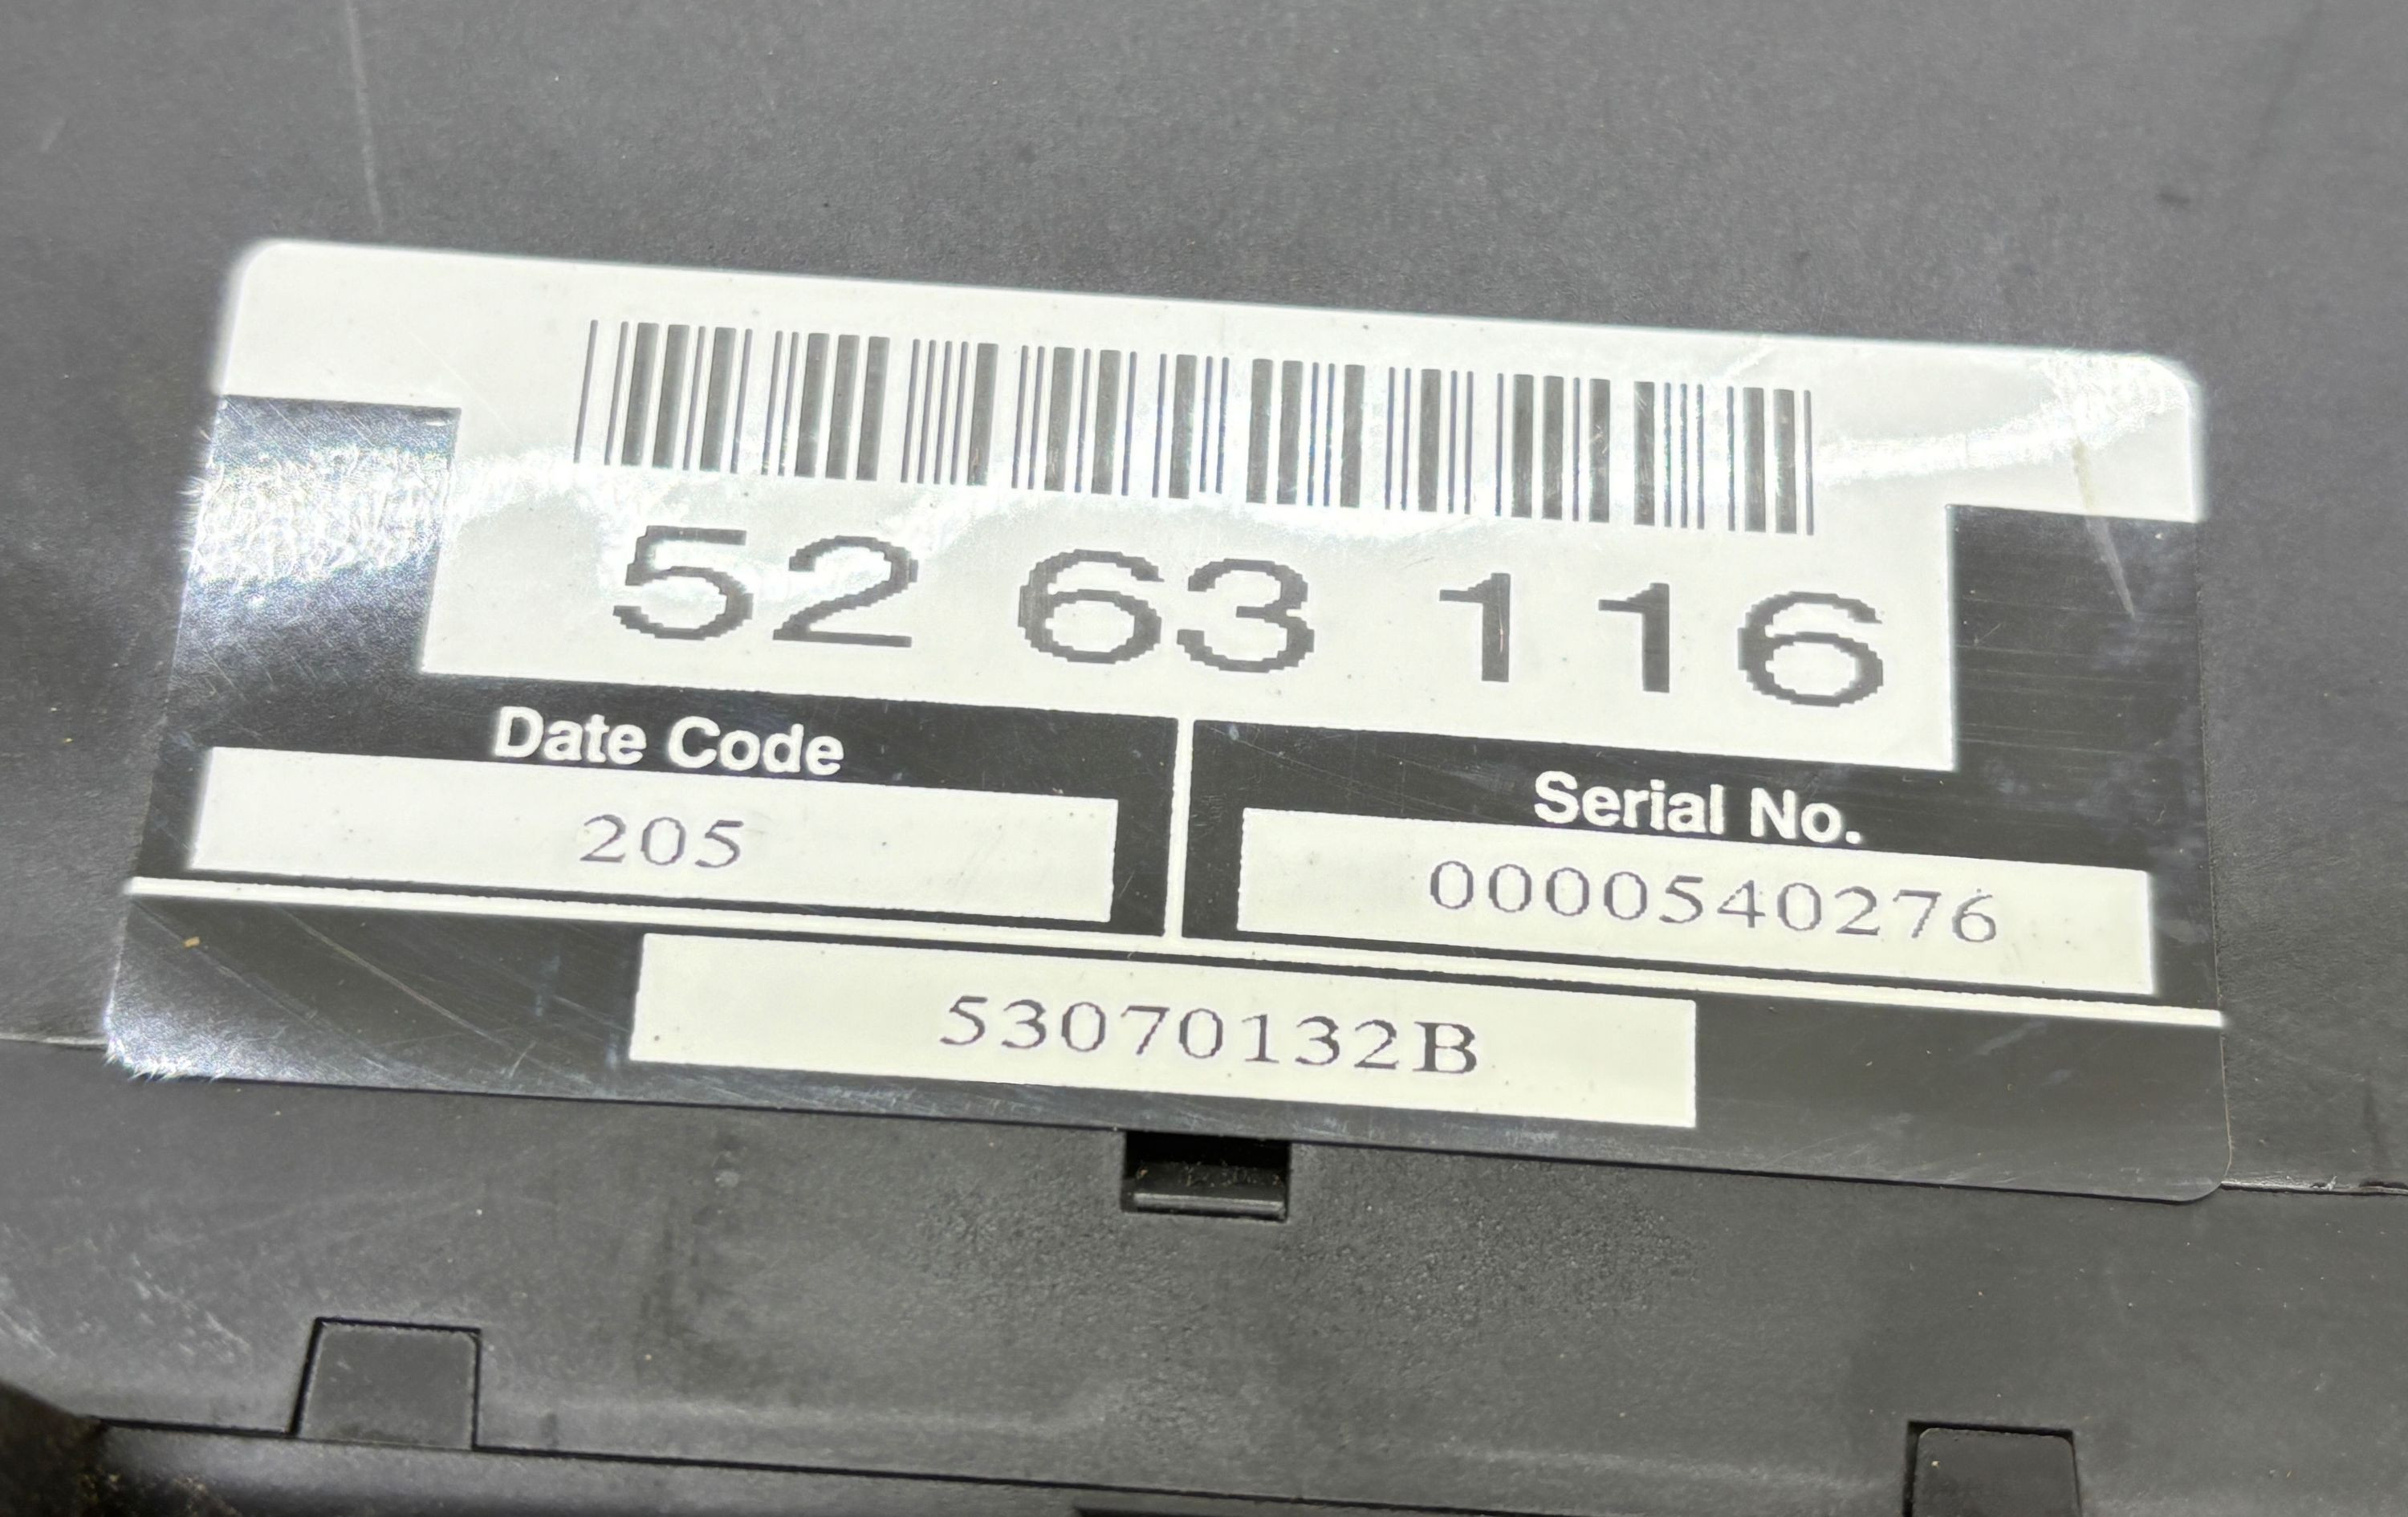 52 63 116
Date Code
205
Serial No.
0000540276
53070132B